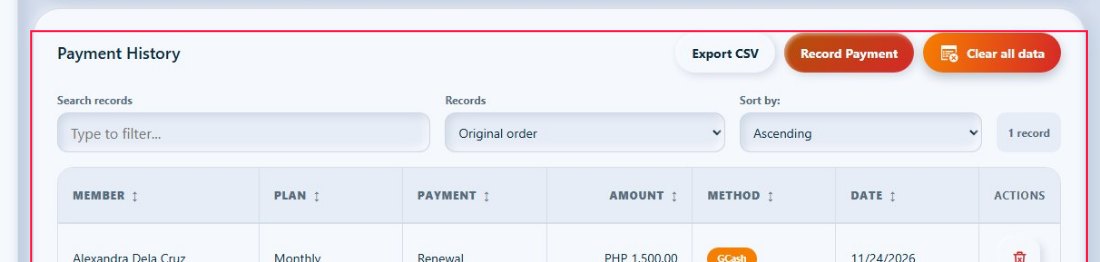 Payment History
Export CSV
Record Payment
Clear all data
Search records
Records
Sort by:
Type to filter...
Original order
Ascending
1 record
MEMBER ↕ PLAN ↕ PAYMENT ↕ AMOUNT ↕ METHOD ↕ DATE ↕ ACTIONS
Alexandra Dela Cruz Monthly Renewal PHP 1,500.00 GCash 11/24/2026